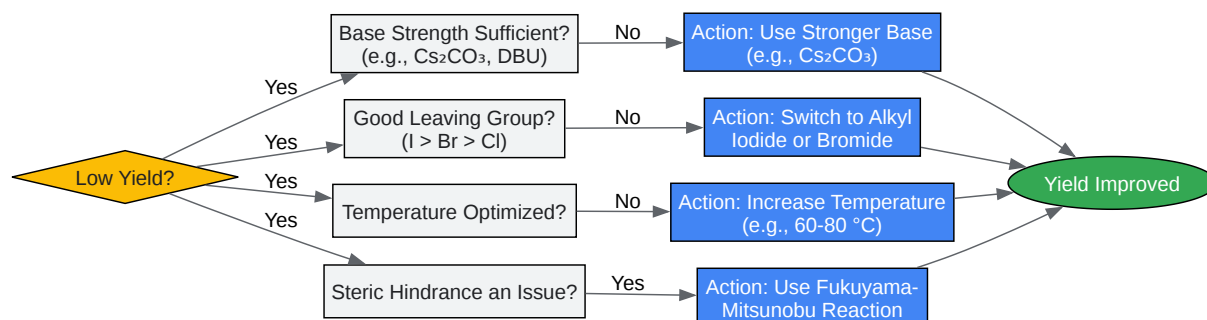 Low Yield?
Yes
Base Strength Sufficient?
(e.g., Cs₂CO₃, DBU)
No
Action: Use Stronger Base
(e.g., Cs₂CO₃)
Yes
Good Leaving Group?
(I > Br > Cl)
No
Action: Switch to Alkyl
Iodide or Bromide
Yes
Temperature Optimized?
No
Action: Increase Temperature
(e.g., 60-80 °C)
Yes
Steric Hindrance an Issue?
Yes
Action: Use Fukuyama-
Mitsunobu Reaction
Yield Improved